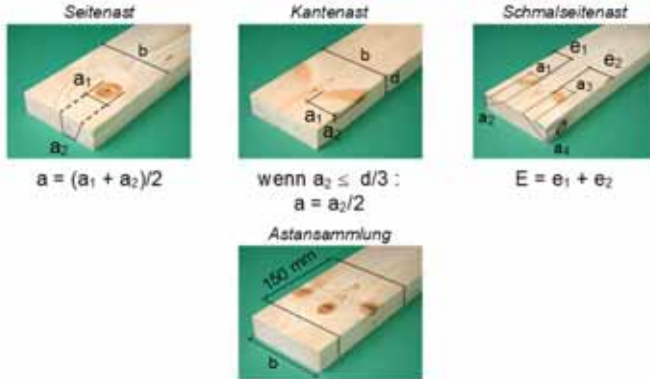 Seitenast
b
a₁
a₂
a = (a₁ + a₂)/2
Kantenast
b
d
a₁
a₂
wenn a₂ ≤ d/3 :
a = a₂/2
Schmalseitenast
e₁
e₂
a₁
a₃
a₂
a₄
E = e₁ + e₂
Astansammlung
150 mm
b